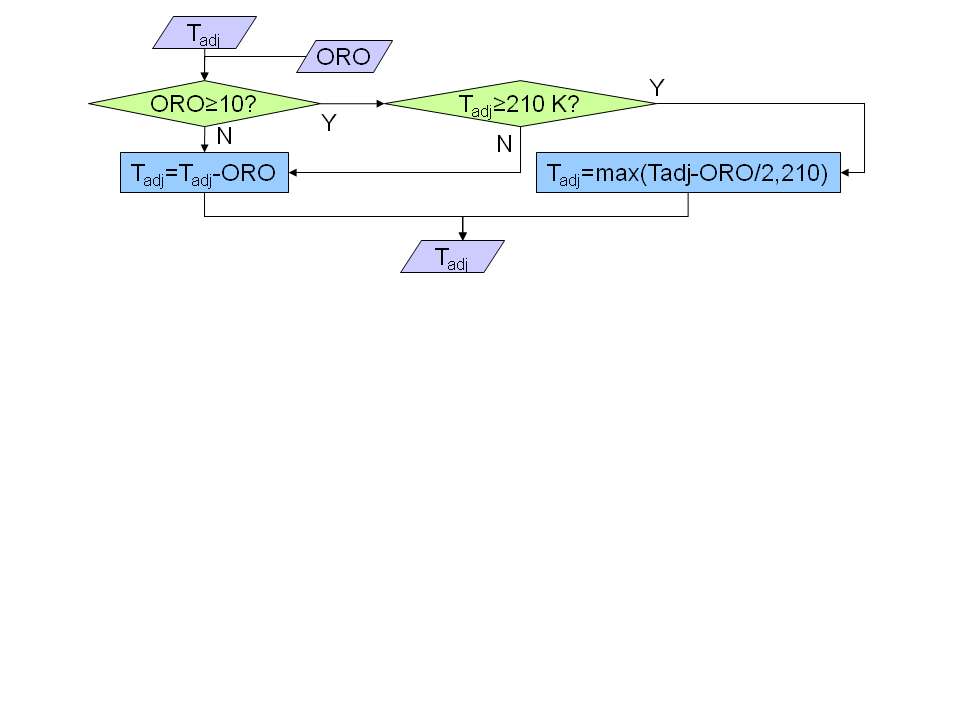 Tadj
ORO
ORO≥10?
Tadj≥210 K?
Y
Y
N
N
Tadj=Tadj-ORO
Tadj=max(Tadj-ORO/2,210)
Tadj